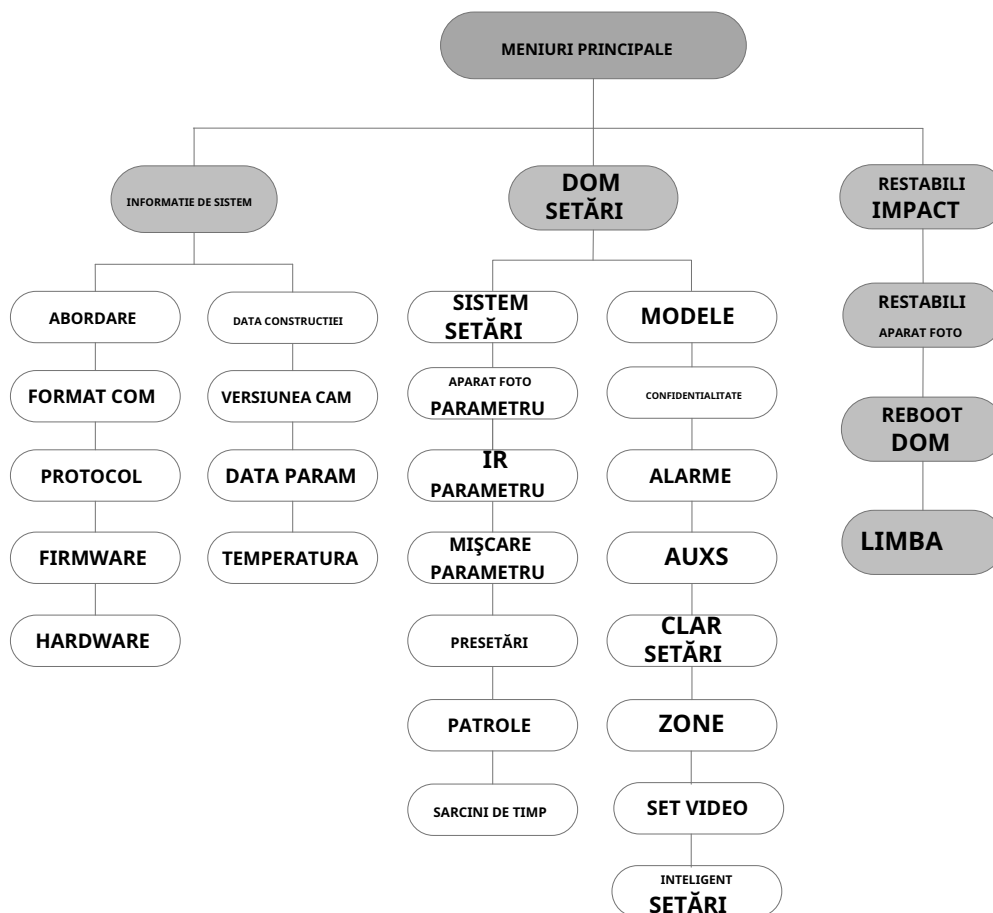 MENIURI PRINCIPALE
INFORMATIE DE SISTEM
DOM
SETĂRI
RESTABILI
IMPACT
ABORDARE
FORMAT COM
PROTOCOL
FIRMWARE
HARDWARE
DATA CONSTRUCTIEI
VERSIUNEA CAM
DATA PARAM
TEMPERATURA
SISTEM
SETĂRI
APARAT FOTO
PARAMETRU
IR
PARAMETRU
MIŞCARE
PARAMETRU
PRESETĂRI
PATROLE
SARCINI DE TIMP
MODELE
CONFIDENTIALITATE
ALARME
AUXS
CLAR
SETĂRI
ZONE
SET VIDEO
INTELIGENT
SETĂRI
RESTABILI
APARAT FOTO
REBOOT
DOM
LIMBA